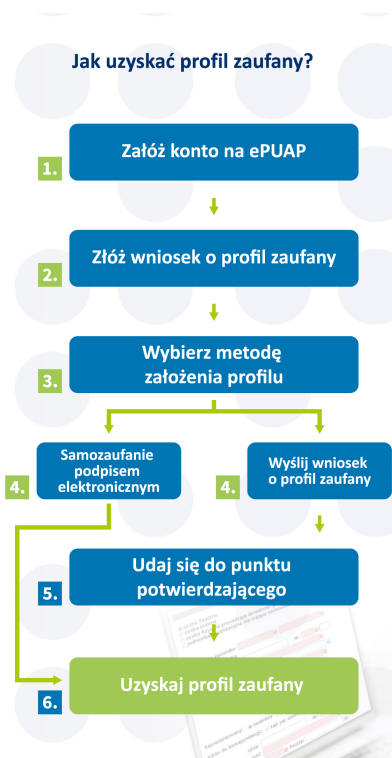 Jak uzyskać profil zaufany?
1.
Załóż konto na ePUAP
2.
Złóż wniosek o profil zaufany
3.
Wybierz metodę
założenia profilu
4.
Samozaufanie
podpisem
elektronicznym
4.
Wyślij wniosek
o profil zaufany
5.
Udaj się do punktu
potwierdzającego
6.
Uzyskaj profil zaufany